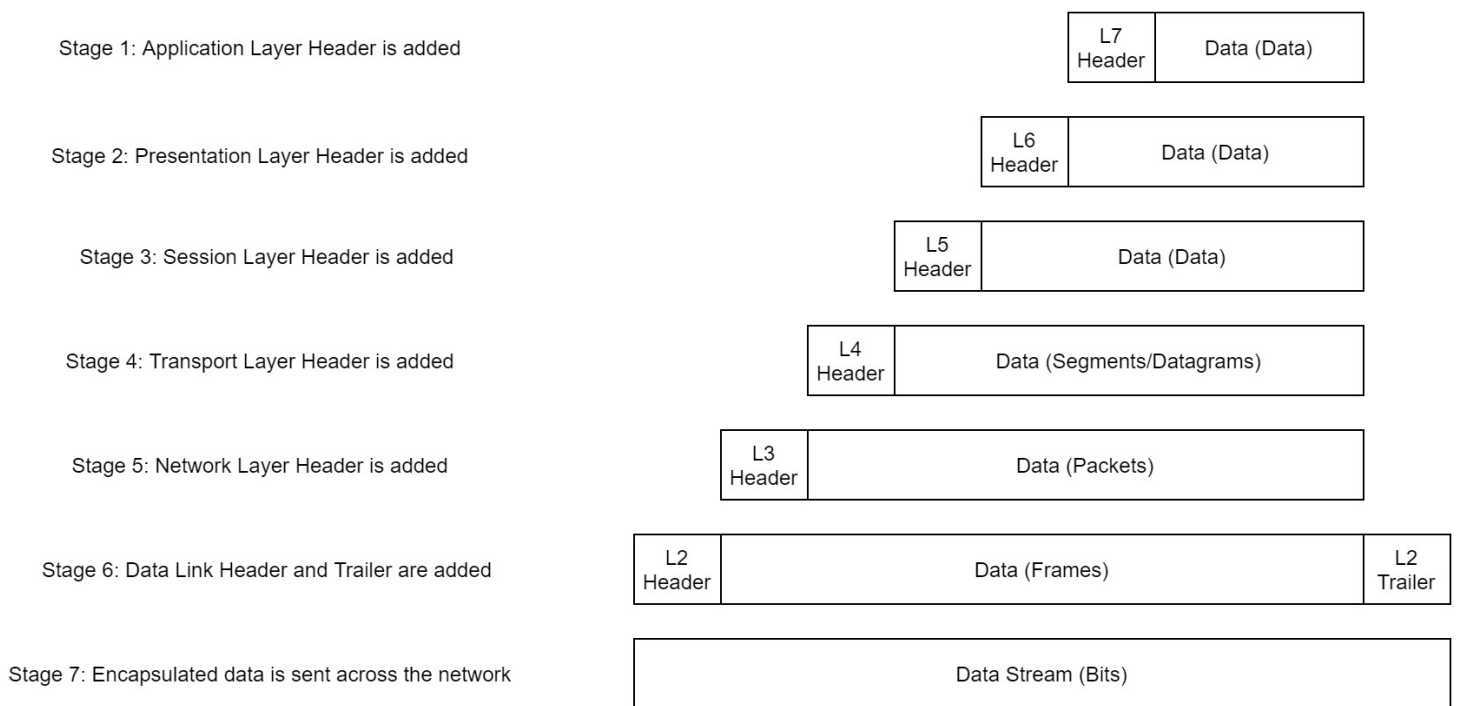 Stage 1: Application Layer Header is added
L7
Header
Data (Data)
Stage 2: Presentation Layer Header is added
L6
Header
Data (Data)
Stage 3: Session Layer Header is added
L5
Header
Data (Data)
Stage 4: Transport Layer Header is added
L4
Header
Data (Segments/Datagrams)
Stage 5: Network Layer Header is added
L3
Header
Data (Packets)
Stage 6: Data Link Header and Trailer are added
L2
Header
Data (Frames)
L2
Trailer
Stage 7: Encapsulated data is sent across the network
Data Stream (Bits)